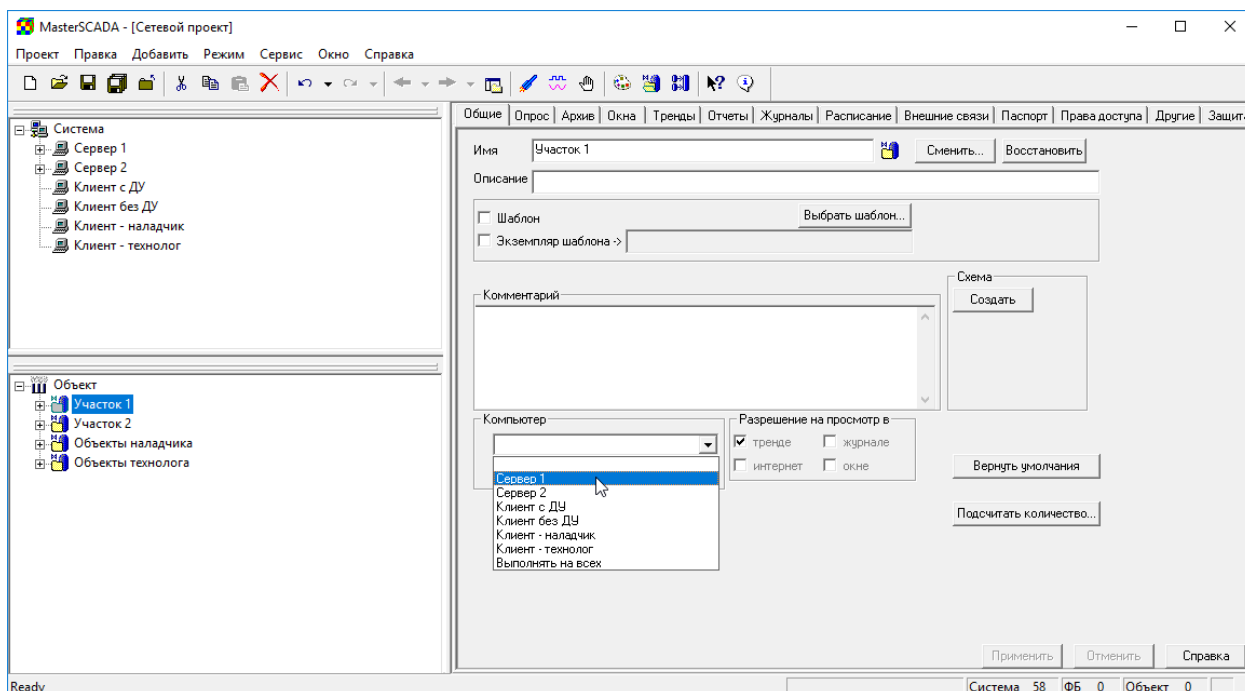 MasterSCADA - [Сетевой проект]
Проект Правка Добавить Режим Сервис Окно Справка
Система
Сервер 1
Сервер 2
Клиент с ДУ
Клиент без ДУ
Клиент - наладчик
Клиент - технолог
Объект
Участок 1
Участок 2
Объекты наладчика
Объекты технолога
Общие Опрос Архив Окна Тренды Отчеты Журналы Расписание Внешние связи Паспорт Права доступа Другие Защит
Имя Участок 1 Сменить... Восстановить
Описание
Шаблон Выбрать шаблон...
Экземпляр шаблона ->
Схема
Создать
Комментарий
Компьютер
Разрешение на просмотр в
тренде журнале
интернет окне
Сервер 1
Сервер 2
Клиент с ДУ
Клиент без ДУ
Клиент - наладчик
Клиент - технолог
Выполнять на всех
Вернуть умолчания
Подсчитать количество...
Применить Отменить Справка
Ready Система 58 ФБ 0 Объект 0